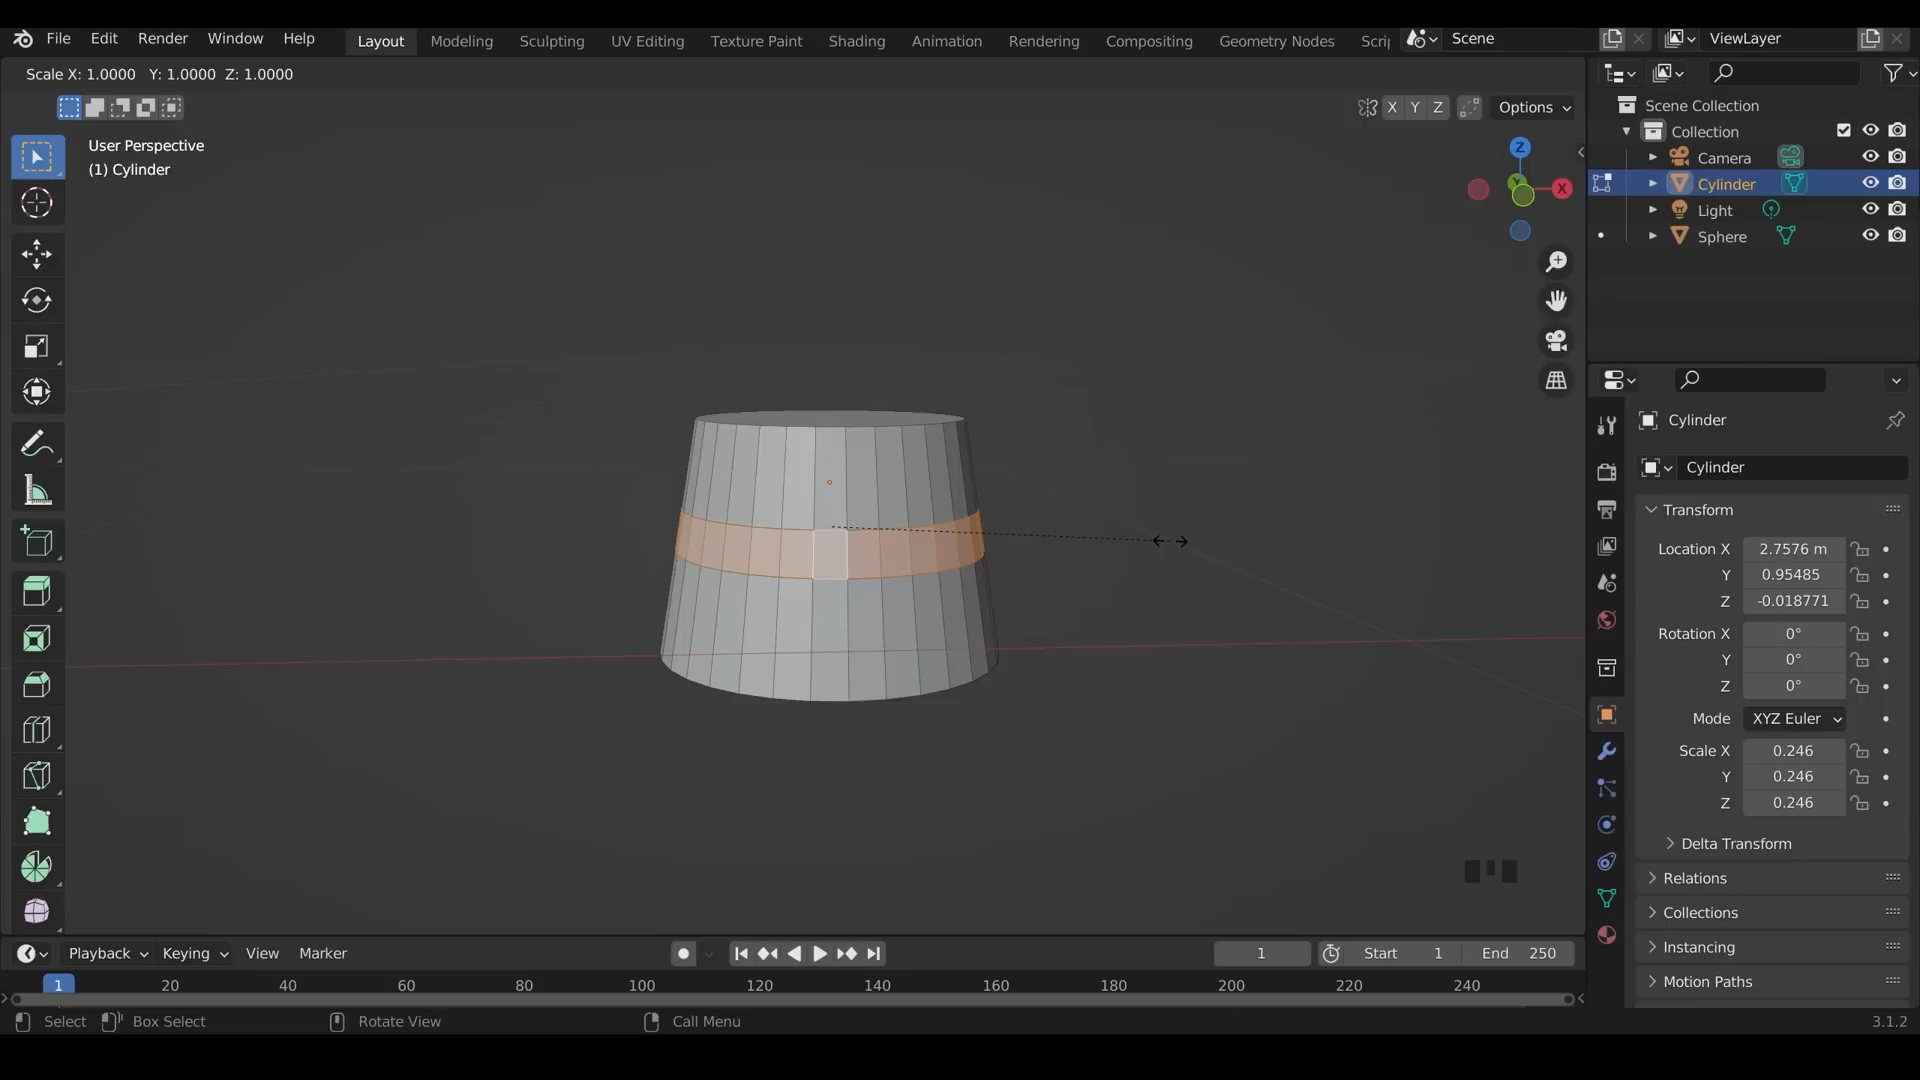 File Edit Render Window Help Layout Modeling Sculpting UV Editing Texture Paint Shading Animation Rendering Compositing Geometry Nodes Scrip Scene ViewLayer
Scale X: 1.0000 Y: 1.0000 Z: 1.0000
X Y Z Options
User Perspective
(1) Cylinder
Z
Y
X
Scene Collection
Collection
Camera
Cylinder
Light
Sphere
Cylinder
Cylinder
Transform
Location X 2.7576 m
Y 0.95485
Z -0.018771
Rotation X 0°
Y 0°
Z 0°
Mode XYZ Euler
Scale X 0.246
Y 0.246
Z 0.246
Delta Transform
Relations
Collections
Instancing
Motion Paths
Playback Keying View Marker 1 Start 1 End 250
1 20 40 60 80 100 120 140 160 180 200 220 240
Select Box Select Rotate View Call Menu 3.1.2